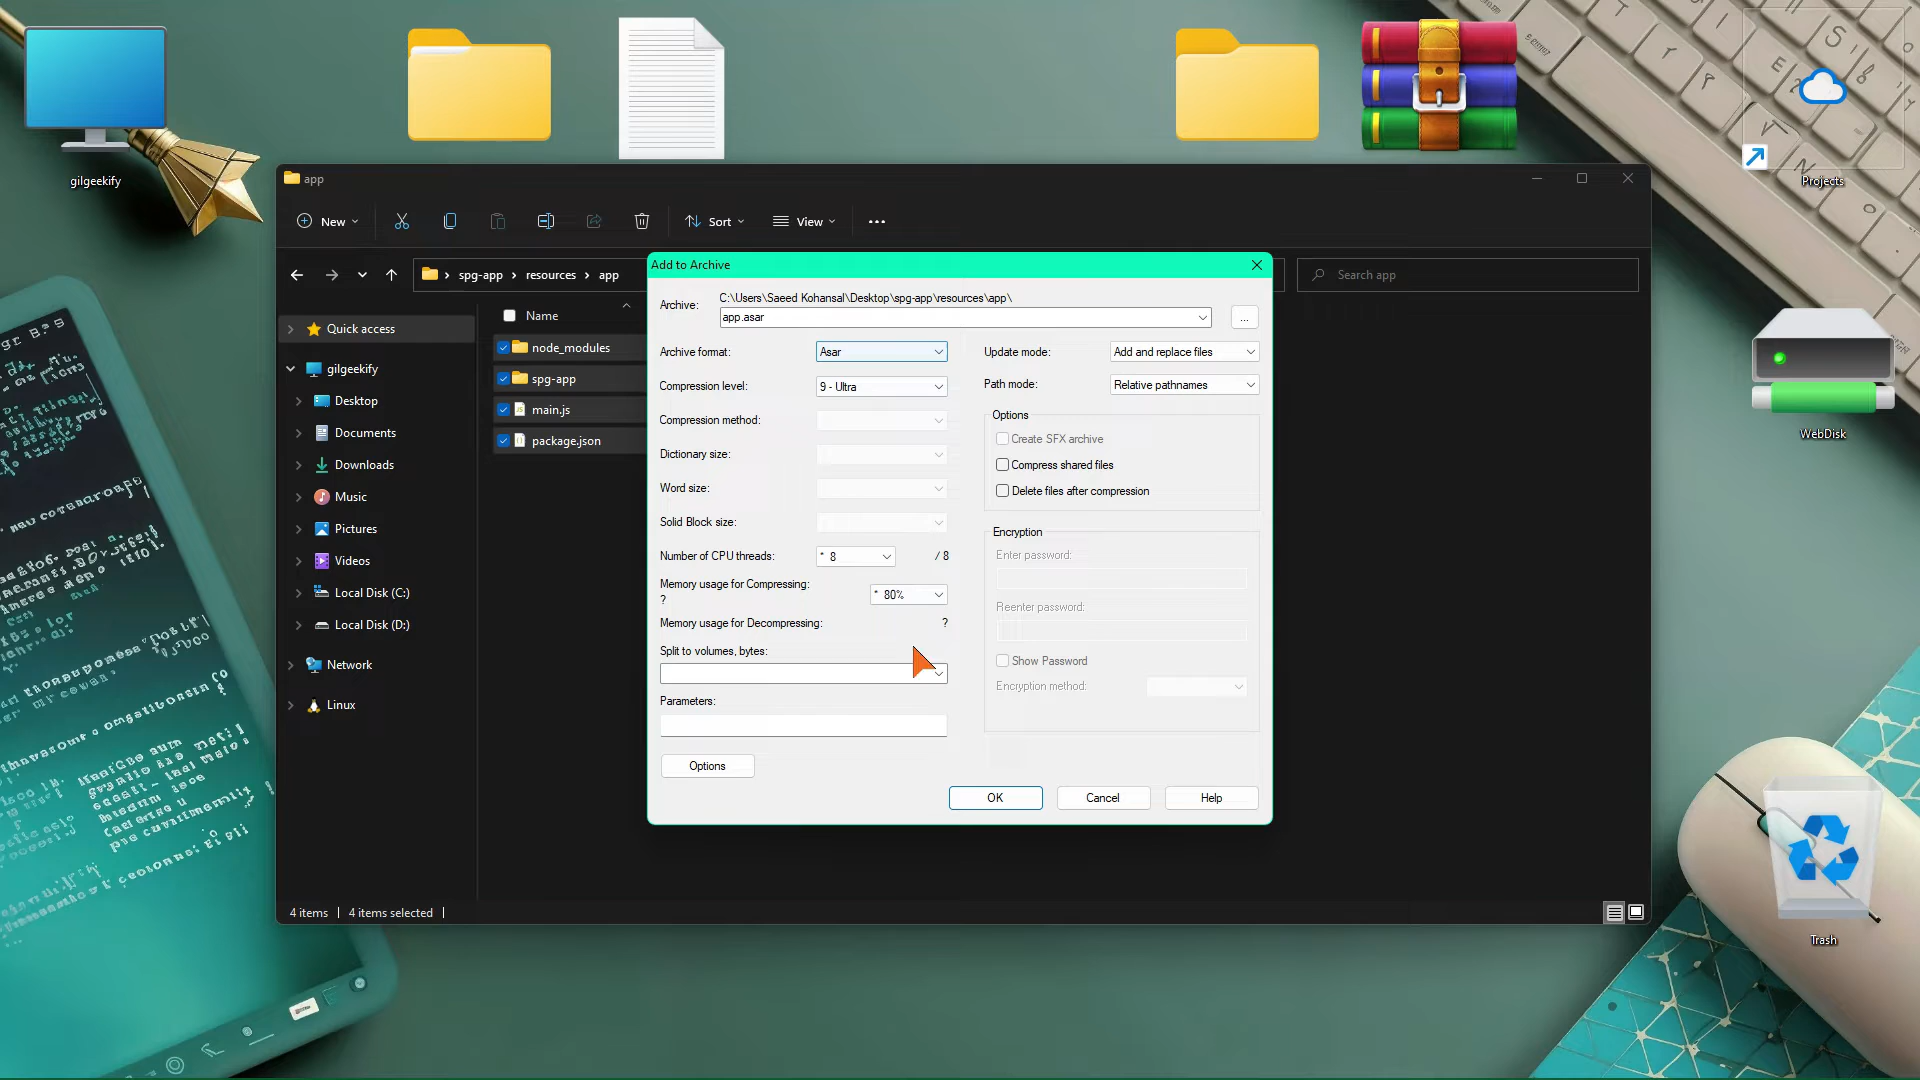 gilgeekify
Projects
WebDisk
Trash
app
New
Sort
View
spg-app
resources
app
Search app
Quick access
gilgeekify
Desktop
Documents
Downloads
Music
Pictures
Videos
Local Disk (C:)
Local Disk (D:)
Network
Linux
Name
node_modules
spg-app
main.js
package.json
4 items
4 items selected
Add to Archive
Archive:
C:\Users\Saeed Kohansal\Desktop\spg-app\resources\app\
app.asar
...
Archive format:
Asar
Compression level:
9 - Ultra
Compression method:
Dictionary size:
Word size:
Solid Block size:
Number of CPU threads:
* 8
/ 8
Memory usage for Compressing:
?
* 80%
Memory usage for Decompressing:
?
Split to volumes, bytes:
Parameters:
Options
Update mode:
Add and replace files
Path mode:
Relative pathnames
Options
Create SFX archive
Compress shared files
Delete files after compression
Encryption
Enter password:
Reenter password:
Show Password
Encryption method:
OK
Cancel
Help